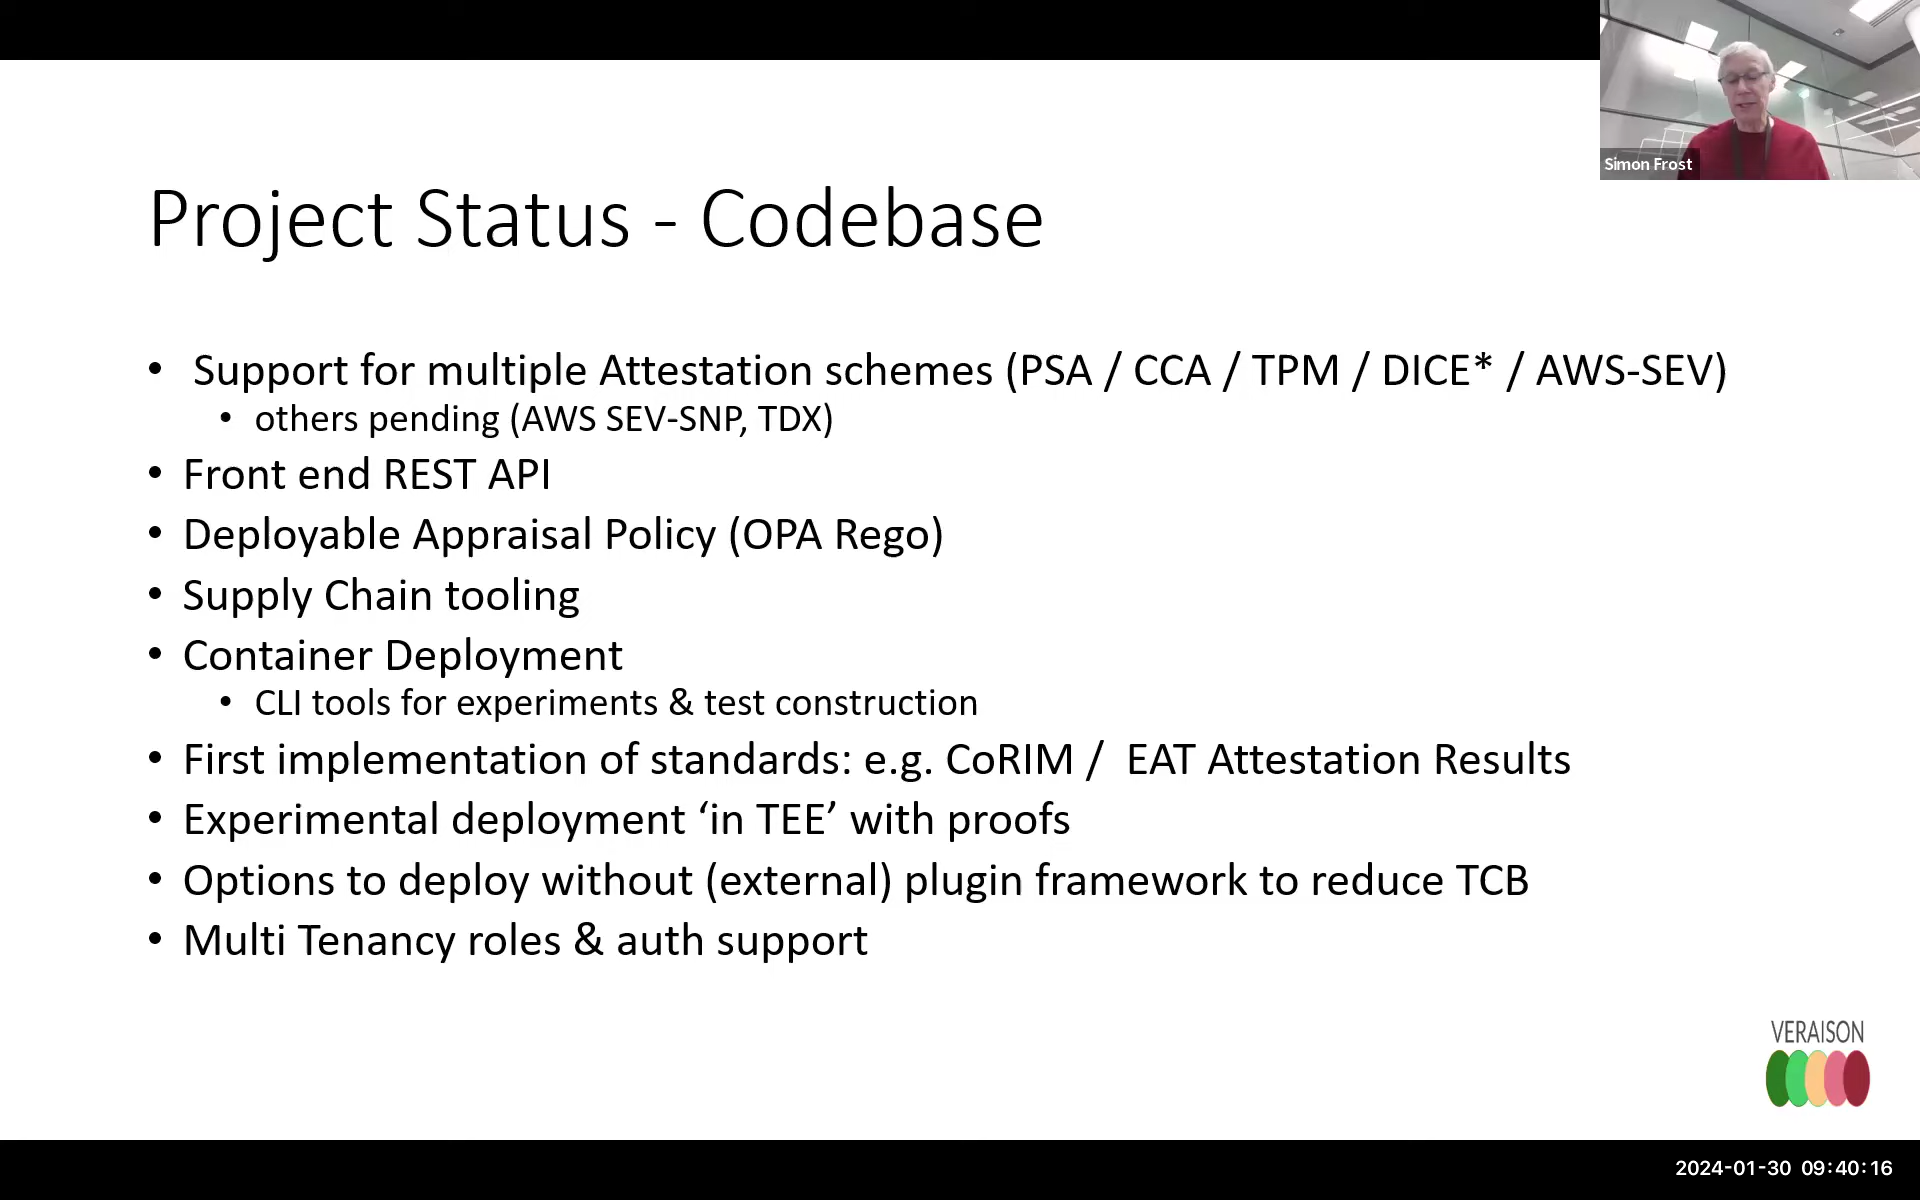 Simon Frost
Project Status - Codebase
• Support for multiple Attestation schemes (PSA / CCA / TPM / DICE* / AWS-SEV)
• others pending (AWS SEV-SNP, TDX)
• Front end REST API
• Deployable Appraisal Policy (OPA Rego)
• Supply Chain tooling
• Container Deployment
• CLI tools for experiments & test construction
• First implementation of standards: e.g. CoRIM /  EAT Attestation Results
• Experimental deployment ‘in TEE’ with proofs
• Options to deploy without (external) plugin framework to reduce TCB
• Multi Tenancy roles & auth support
VERAISON
2024-01-30 09:40:16